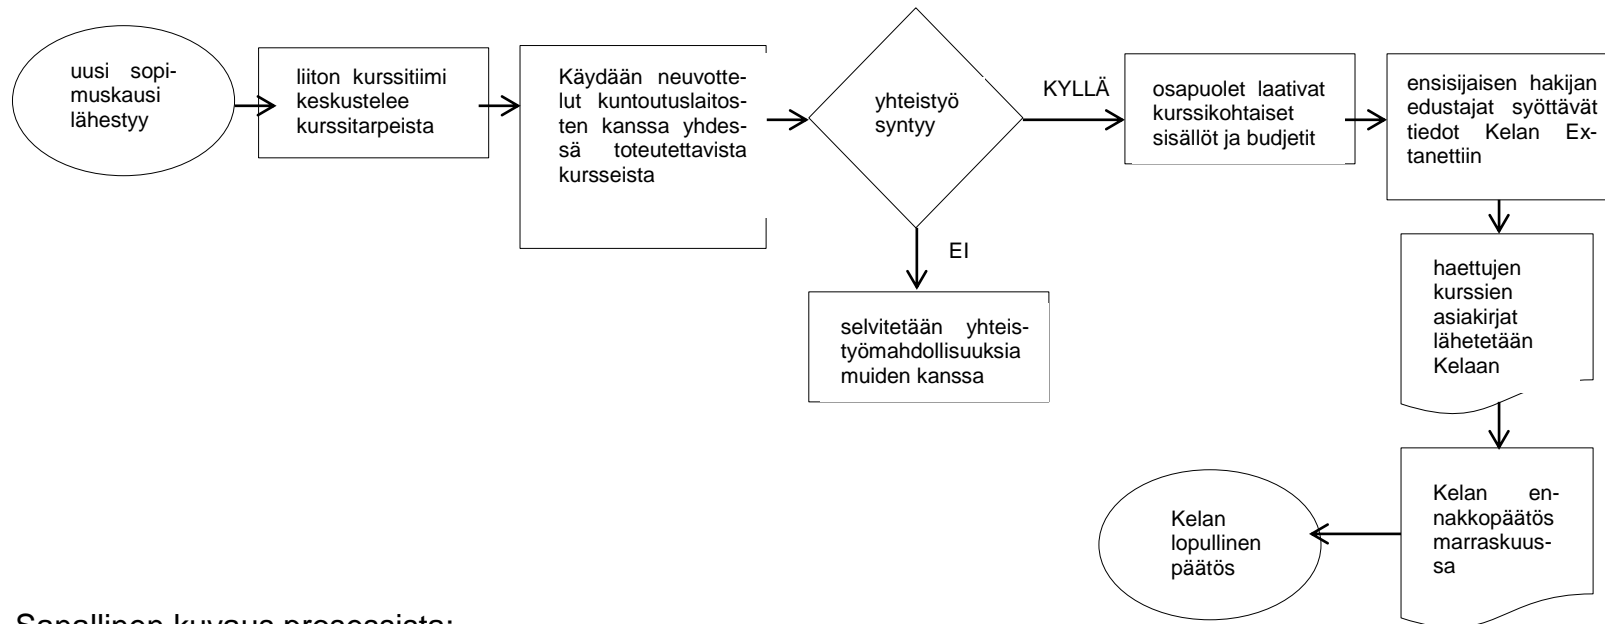 uusi sopi-
muskausi
lähestyy
liiton kurssitiimi
keskustelee
kurssitarpeista
Käydään neuvotte-
lut kuntoutuslaitos-
ten kanssa yhdes-
sä toteutettavista
kursseista
yhteistyö
syntyy
KYLLÄ
osapuolet laativat
kurssikohtaiset
sisällöt ja budjetit
ensisijaisen hakijan
edustajat syöttävät
tiedot Kelan Ex-
tanettiin
EI
selvitetään yhteis-
työmahdollisuuksia
muiden kanssa
haettujen
kurssien
asiakirjat
lähetetään
Kelaan
Kelan en-
nakkopäätös
marraskuus-
sa
Kelan
lopullinen
päätös
Sanallinen kuvaus prosessista: